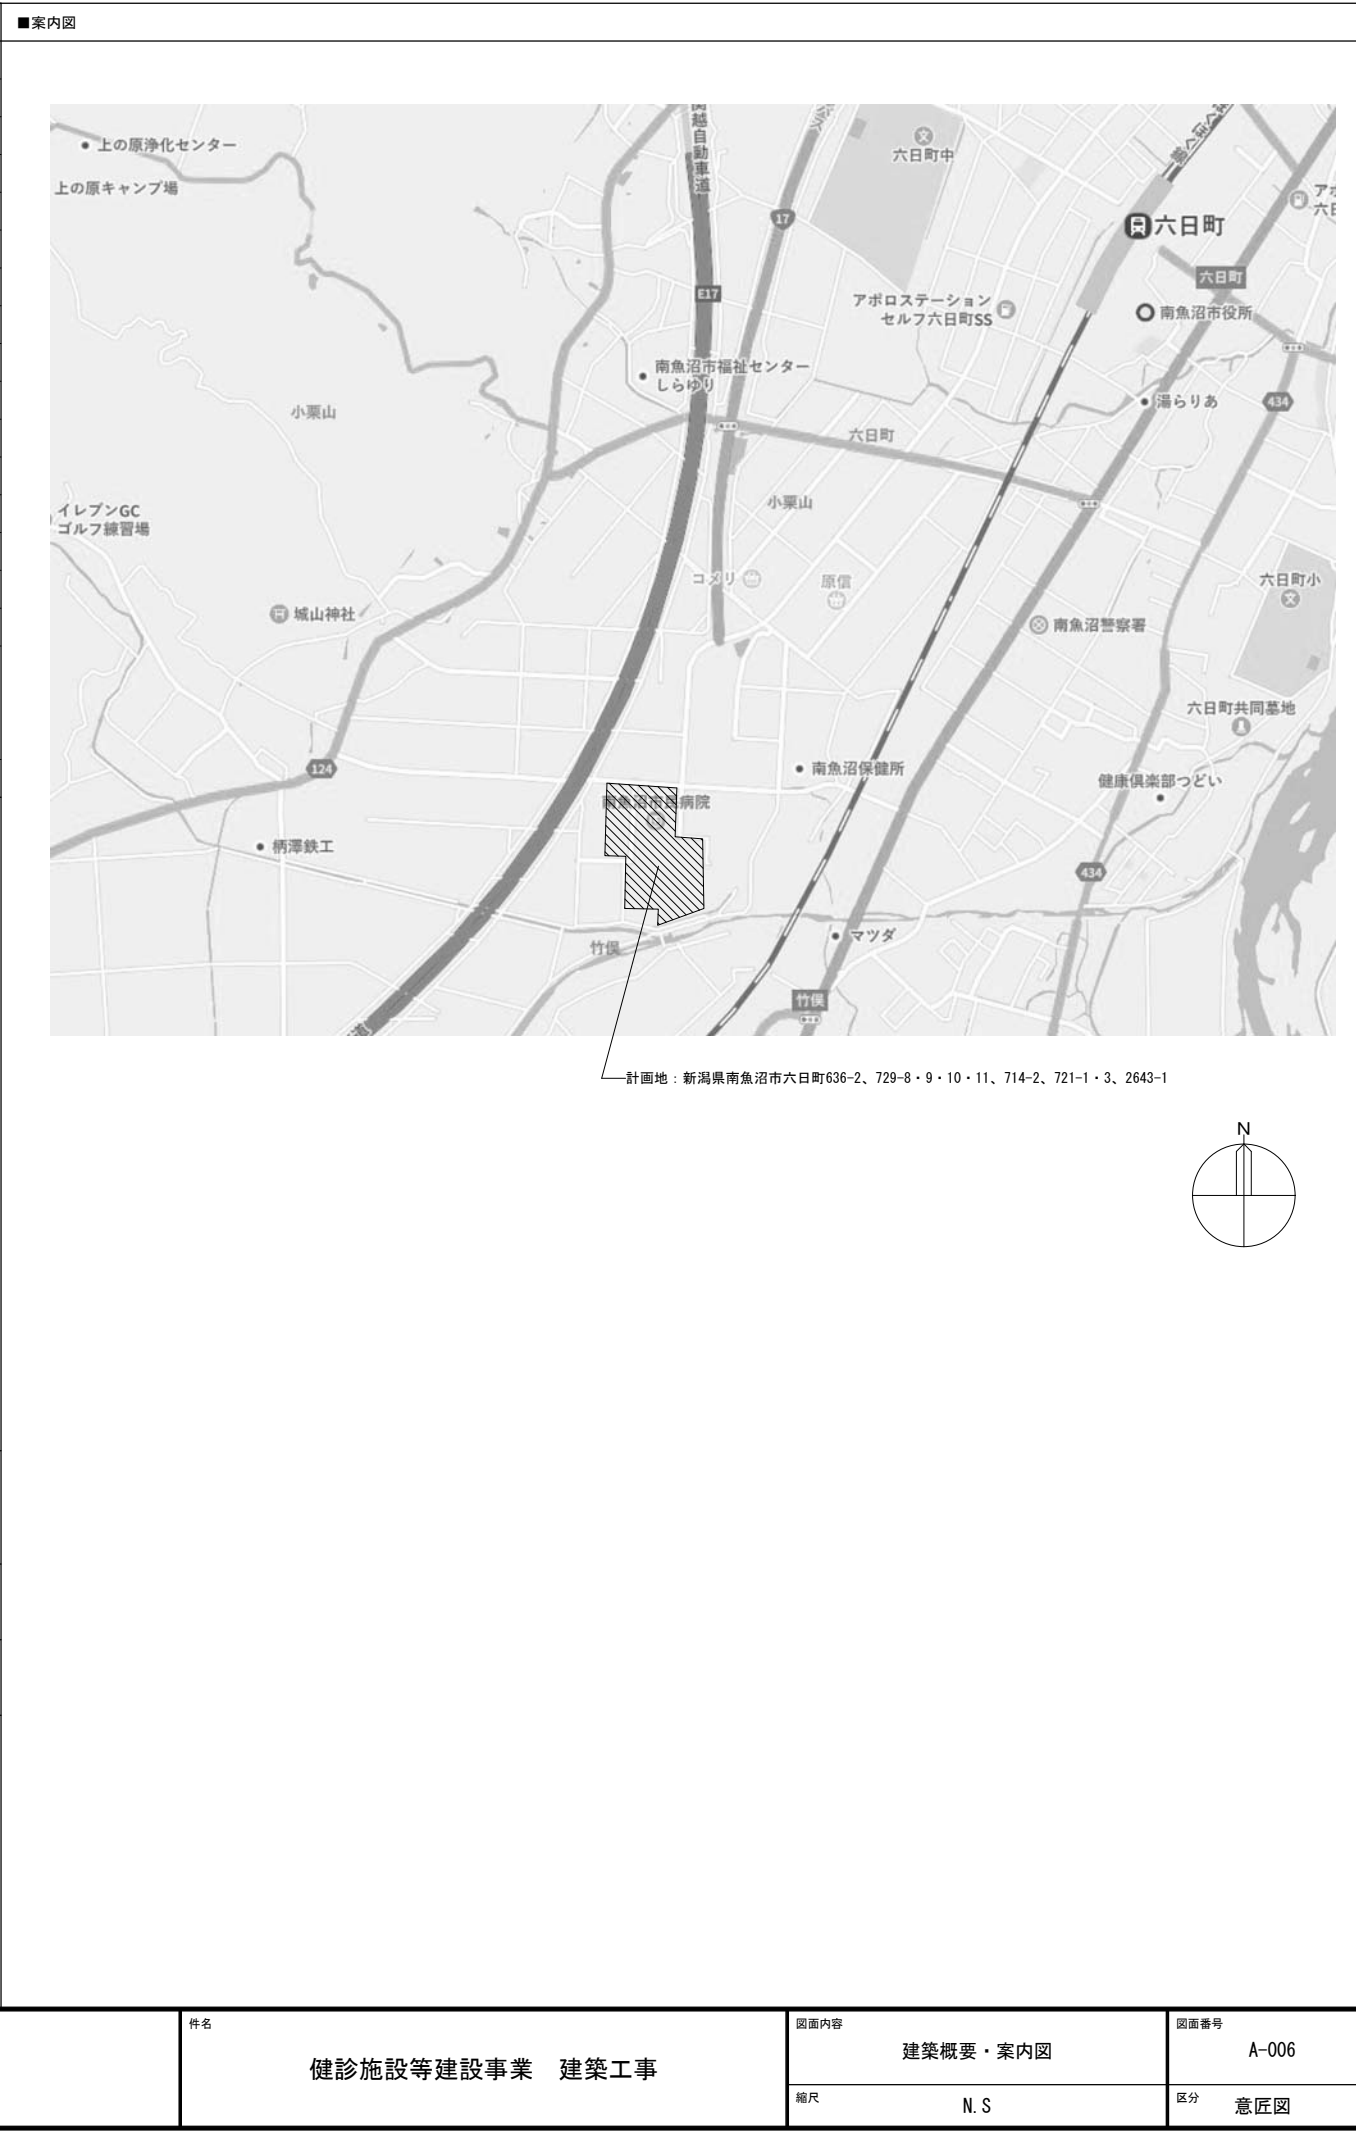 ■案内図
関越自動車道
上の原浄化センター
六日町中
上の原キャンプ場
17
六日町
六日町
E17
アポロステーション
セルフ六日町SS
南魚沼市役所
南魚沼市福祉センター
しらゆり
湯らりあ
434
小栗山
六日町
小栗山
イレブンGC
ゴルフ練習場
コメリ
原信
六日町小
城山神社
南魚沼警察署
六日町共同墓地
124
南魚沼保健所
健康倶楽部つどい
南魚沼市民病院
柄澤鉄工
434
マツダ
竹俣
竹俣
計画地：新潟県南魚沼市六日町636-2、729-8・9・10・11、714-2、721-1・3、2643-1
N
件名
健診施設等建設事業　建築工事
図面内容
建築概要・案内図
図面番号
A-006
縮尺
N.S
区分
意匠図